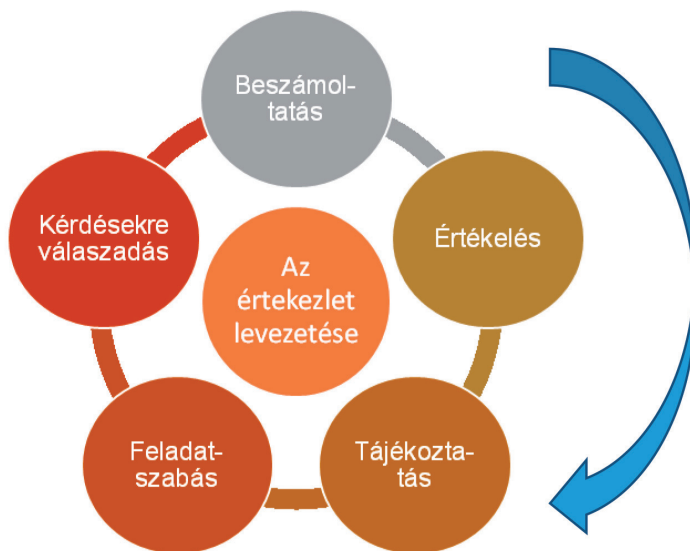 Beszámol-
tatás
Értékelés
Tájékozta-
tás
Feladat-
szabás
Kérdésekre
válaszadás
Az
értekezlet
levezetése